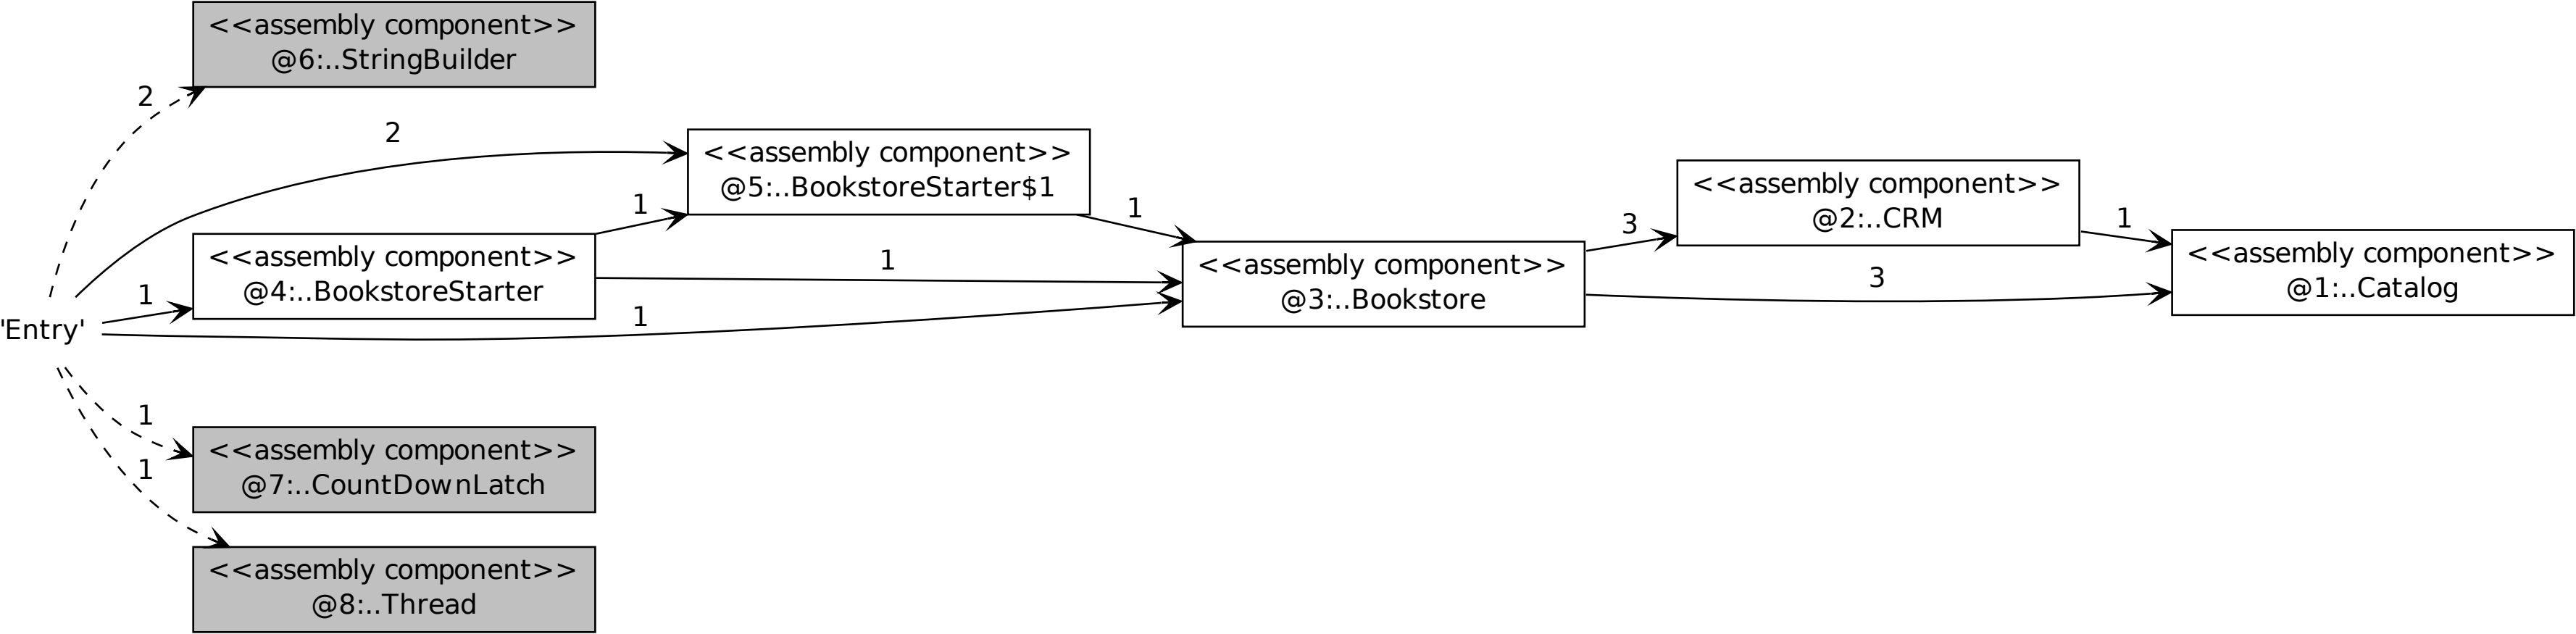 <<assembly component>>
@6:..StringBuilder
2
2
<<assembly component>>
@5:..BookstoreStarter$1
1
1
<<assembly component>>
@4:..BookstoreStarter
1
1
'Entry'
1
<<assembly component>>
@3:..Bookstore
3
<<assembly component>>
@2:..CRM
1
3
<<assembly component>>
@1:..Catalog
1
<<assembly component>>
@7:..CountDownLatch
1
<<assembly component>>
@8:..Thread